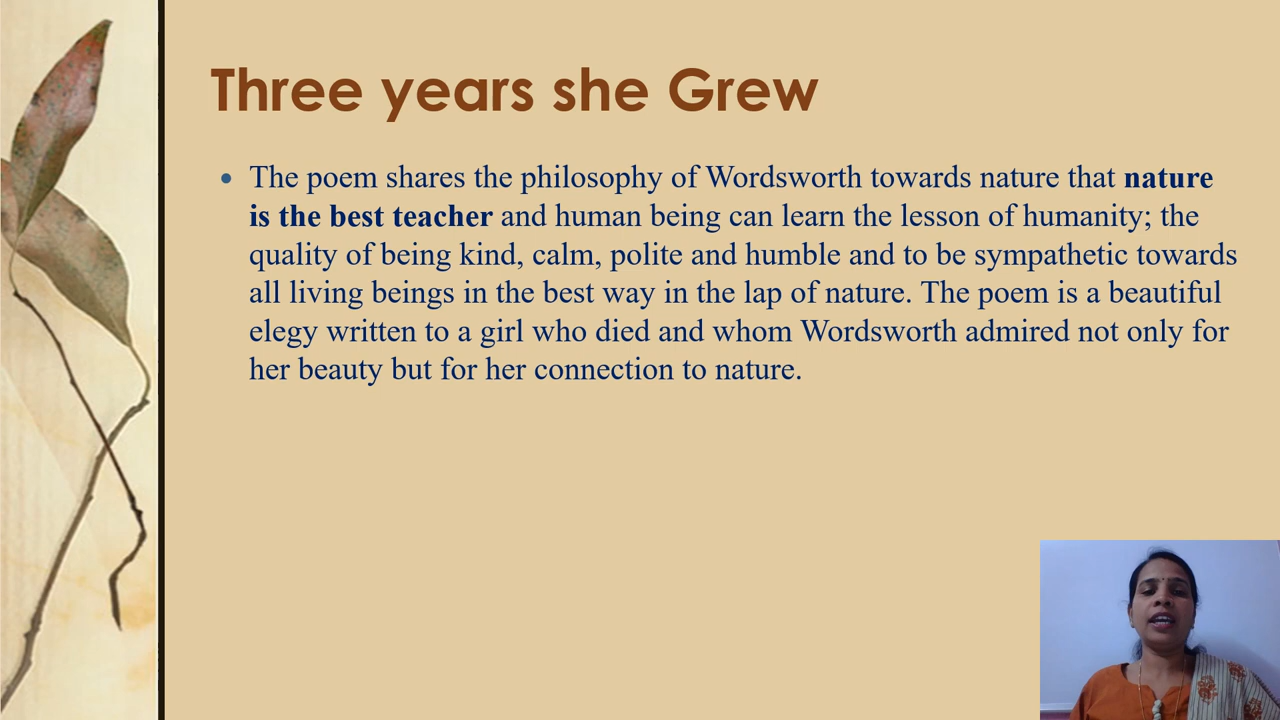 Three years she Grew
• The poem shares the philosophy of Wordsworth towards nature that nature
is the best teacher and human being can learn the lesson of humanity; the
quality of being kind, calm, polite and humble and to be sympathetic towards
all living beings in the best way in the lap of nature. The poem is a beautiful
elegy written to a girl who died and whom Wordsworth admired not only for
her beauty but for her connection to nature.